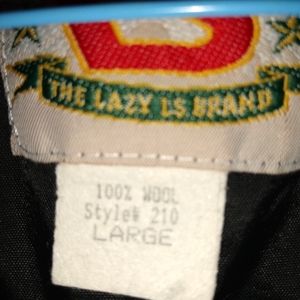 THE LAZY LS BRAND
100% WOOL
Style# 210
LARGE